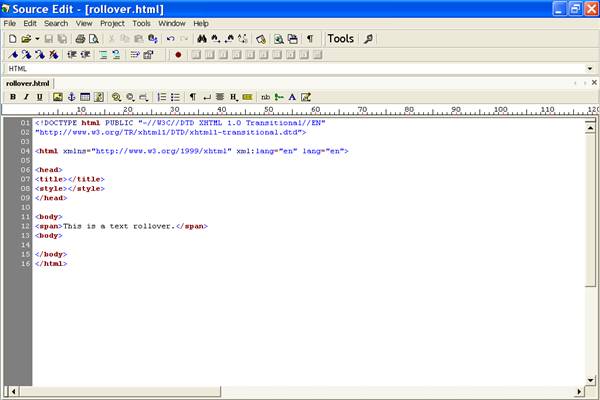 Source Edit - [rollover.html]
File Edit Search View Project Tools Window Help
Tools
HTML
rollover.html
B I U H nb A
10 20 30 40 50 60 70 80 90 100 110 120
01 <!DOCTYPE html PUBLIC "-//W3C//DTD XHTML 1.0 Transitional//EN"
02 "http://www.w3.org/TR/xhtml1/DTD/xhtml1-transitional.dtd">
03
04 <html xmlns="http://www.w3.org/1999/xhtml" xml:lang="en" lang="en">
05
06 <head>
07 <title></title>
08 <style></style>
09 </head>
10
11 <body>
12 <span>This is a text rollover.</span>
13 <body>
14
15 </body>
16 </html>